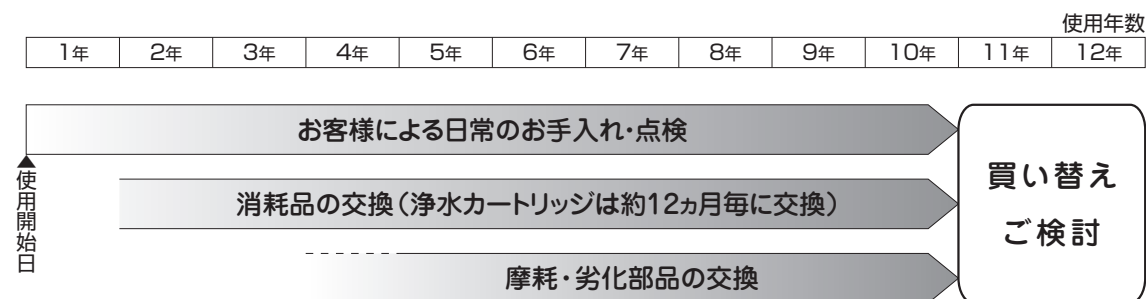 使用年数
1年 2年 3年 4年 5年 6年 7年 8年 9年 10年 11年 12年
お客様による日常のお手入れ・点検
使用開始日
消耗品の交換(浄水カートリッジは約12ヵ月毎に交換)
摩耗・劣化部品の交換
買い替え
ご検討